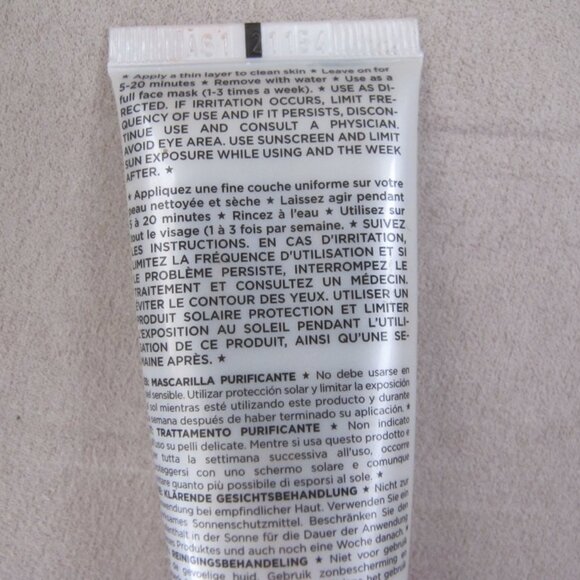 A61 21164
★ Apply a thin layer to clean skin ★ Leave on for
5-20 minutes ★ Remove with water ★ Use as a
full face mask (1-3 times a week). ★ USE AS DI-
RECTED. IF IRRITATION OCCURS, LIMIT FRE-
QUENCY OF USE AND IF IT PERSISTS, DISCON-
TINUE USE AND CONSULT A PHYSICIAN.
AVOID EYE AREA. USE SUNSCREEN AND LIMIT
SUN EXPOSURE WHILE USING AND THE WEEK
AFTER. ★
★ Appliquez une fine couche uniforme sur votre
peau nettoyée et sèche ★ Laissez agir pendant
5 à 20 minutes ★ Rincez à l'eau ★ Utilisez sur
tout le visage (1 à 3 fois par semaine. ★ SUIVEZ
LES INSTRUCTIONS. EN CAS D'IRRITATION,
LIMITEZ LA FRÉQUENCE D'UTILISATION ET SI
LE PROBLÈME PERSISTE, INTERROMPEZ LE
TRAITEMENT ET CONSULTEZ UN MÉDECIN.
ÉVITER LE CONTOUR DES YEUX. UTILISER UN
PRODUIT SOLAIRE PROTECTION ET LIMITER
L'EXPOSITION AU SOLEIL PENDANT L'UTILI-
SATION DE CE PRODUIT, AINSI QU'UNE SE-
MAINE APRÈS. ★
MASCARILLA PURIFICANTE ★ No debe usarse en
piel sensible. Utilizar protección solar y limitar la exposición
al sol mientras esté utilizando este producto y durante
una semana después de haber terminado su aplicación. ★
TRATTAMENTO PURIFICANTE ★ Non indicato
uso su pelli delicate. Mentre si usa questo prodotto e
per tutta la settimana successiva all'uso, occorre
proteggersi con uno schermo solare e comunque
evitare quanto più possibile di esporsi al sole. ★
KLÄRENDE GESICHTSBEHANDLUNG ★ Nicht zur
Anwendung bei empfindlicher Haut. Verwenden Sie ein
wirksames Sonnenschutzmittel. Beschränken Sie den
Aufenthalt in der Sonne für die Dauer der Anwendung
des Produktes und auch noch eine Woche danach. ★
REINIGINGSBEHANDELING ★ Niet voor gebruik
gevoelige huid. Gebruik zonbescherming
het gebruik